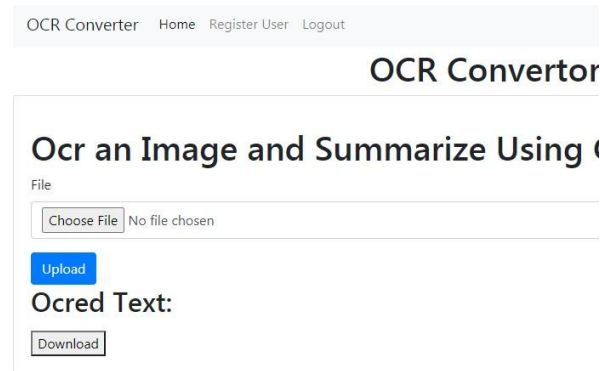 OCR Converter Home Register User Logout
OCR Convertor
Ocr an Image and Summarize Using
File
Choose File No file chosen
Upload
Ocred Text:
Download